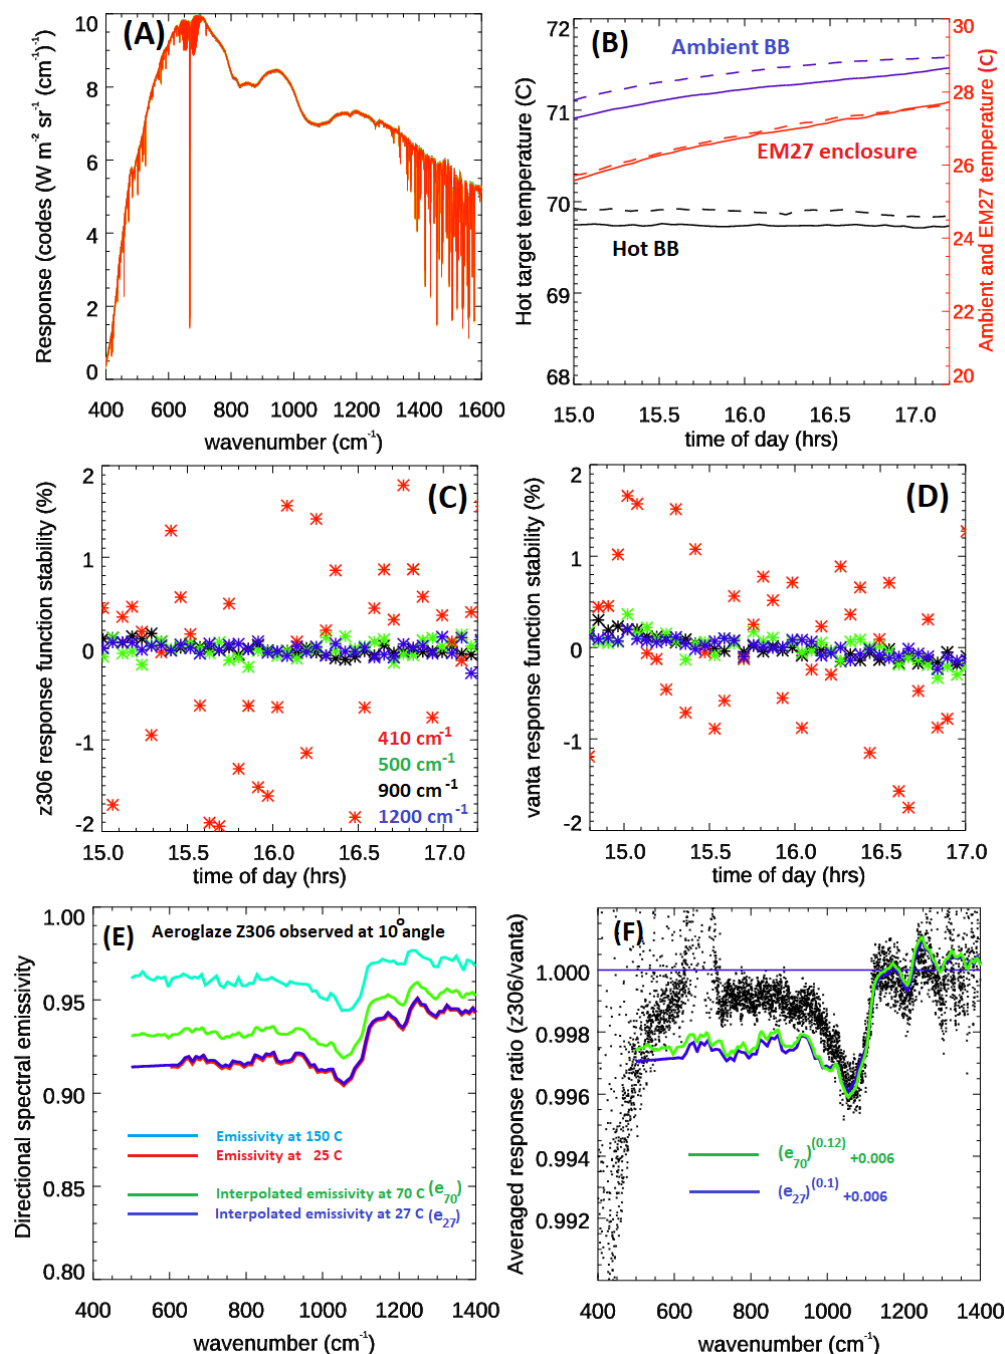 (A)
Response (codes (W m⁻² sr⁻¹ (cm⁻¹)⁻¹)
10
8
6
4
2
0
400 600 800 1000 1200 1400 1600
wavenumber (cm⁻¹)
(B)
Ambient BB
EM27 enclosure
Hot BB
Hot target temperature (C)
72
71
70
69
68
Ambient and EM27 temperature (C)
30
28
26
24
22
20
15.0 15.5 16.0 16.5 17.0
time of day (hrs)
(C)
z306 response function stability (%)
2
1
0
-1
-2
410 cm⁻¹
500 cm⁻¹
900 cm⁻¹
1200 cm⁻¹
15.0 15.5 16.0 16.5 17.0
time of day (hrs)
(D)
vanta response function stability (%)
2
1
0
-1
-2
15.0 15.5 16.0 16.5 17.0
time of day (hrs)
(E) Aeroglaze Z306 observed at 10° angle
Directional spectral emissivity
1.00
0.95
0.90
0.85
0.80
Emissivity at 150 C
Emissivity at 25 C
Interpolated emissivity at 70 C (e₇₀)
Interpolated emissivity at 27 C (e₂₇)
400 600 800 1000 1200 1400
wavenumber (cm⁻¹)
(F)
Averaged response ratio (z306/vanta)
1.000
0.998
0.996
0.994
0.992
(e₇₀)^(0.12) +0.006
(e₂₇)^(0.1) +0.006
400 600 800 1000 1200 1400
wavenumber (cm⁻¹)